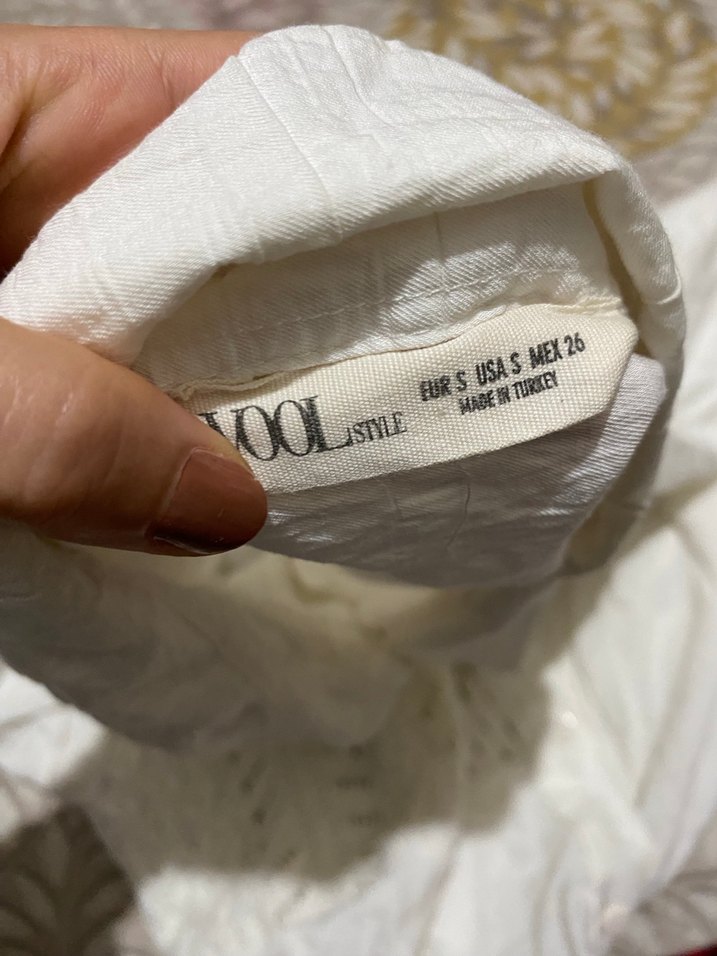 VOOL STYLE
EUR S USA S MEX 26
MADE IN TURKEY